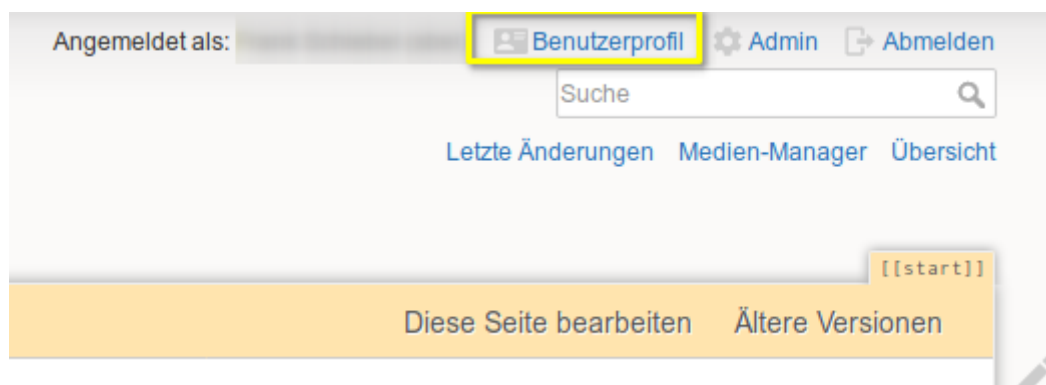 Angemeldet als: Benutzerprofil Admin Abmelden
Suche
Letzte Änderungen Medien-Manager Übersicht
[[start]]
Diese Seite bearbeiten Ältere Versionen